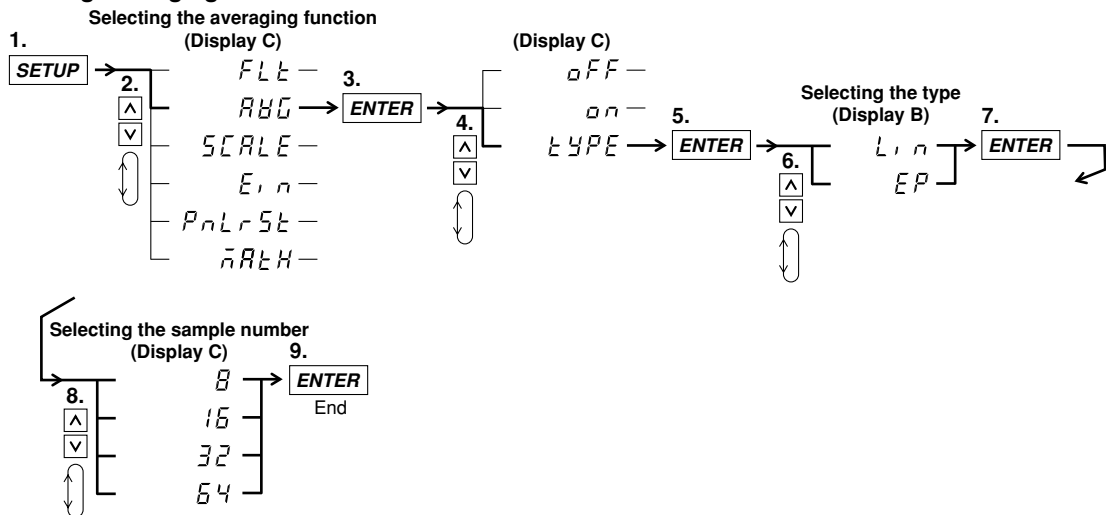 Selecting the averaging function
1. (Display C) (Display C)
SETUP 2. FLt 3. oFF
AVG ENTER 4. on Selecting the type
SCALE tYPE 5. ENTER (Display B) 7.
Ein 6. Lin ENTER
PnLrSt EP
MAtH
Selecting the sample number
(Display C) 9.
8. 8 ENTER
16 End
32
64